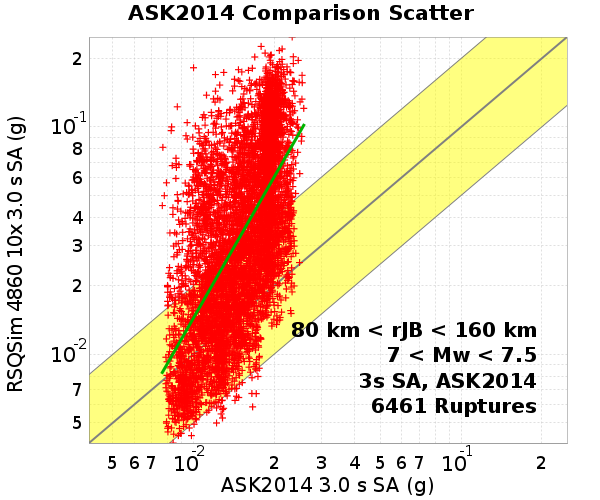 ASK2014 Comparison Scatter
RSQSim 4860 10x 3.0 s SA (g)
2
10-1
8
6
4
3
2
10-2
7
5
80 km < rJB < 160 km
7 < Mw < 7.5
3s SA, ASK2014
6461 Ruptures
5 6 7 10-2 2 3 4 5 6 7 10-1 2
ASK2014 3.0 s SA (g)